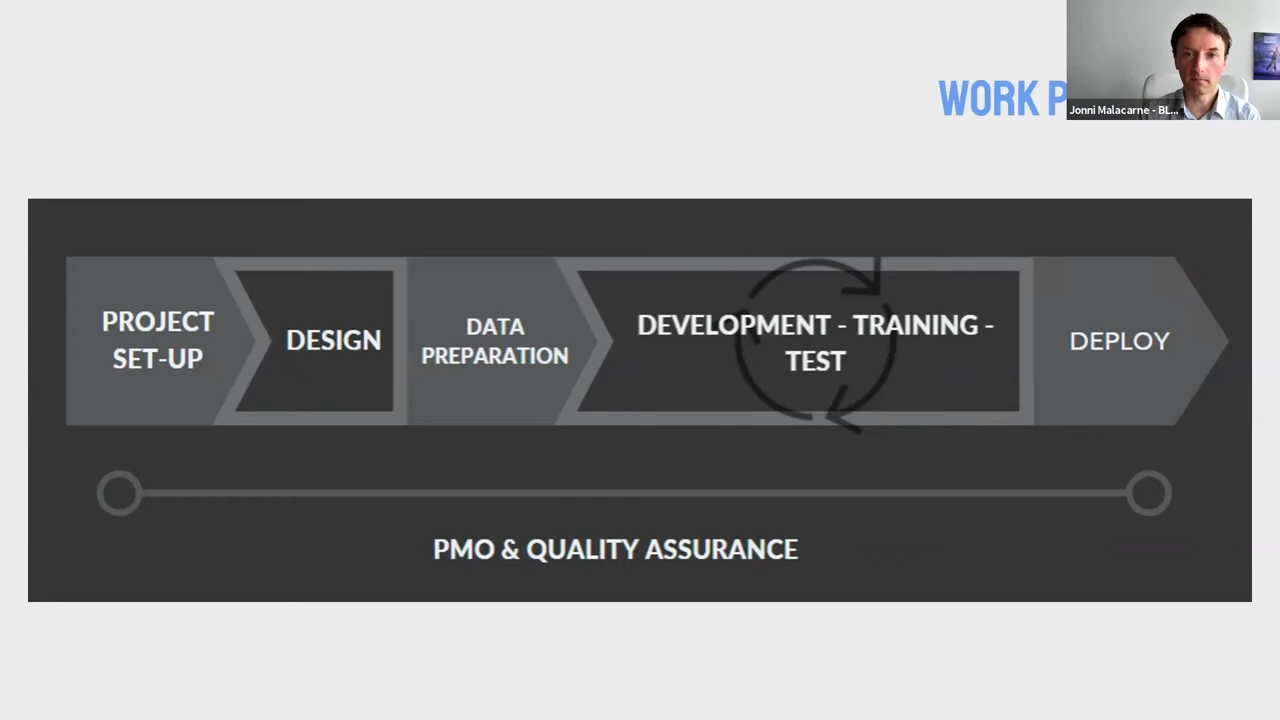 WORK P
Jonni Malacarne - BL...
PROJECT
SET-UP
DESIGN
DATA
PREPARATION
DEVELOPMENT - TRAINING -
TEST
DEPLOY
PMO & QUALITY ASSURANCE